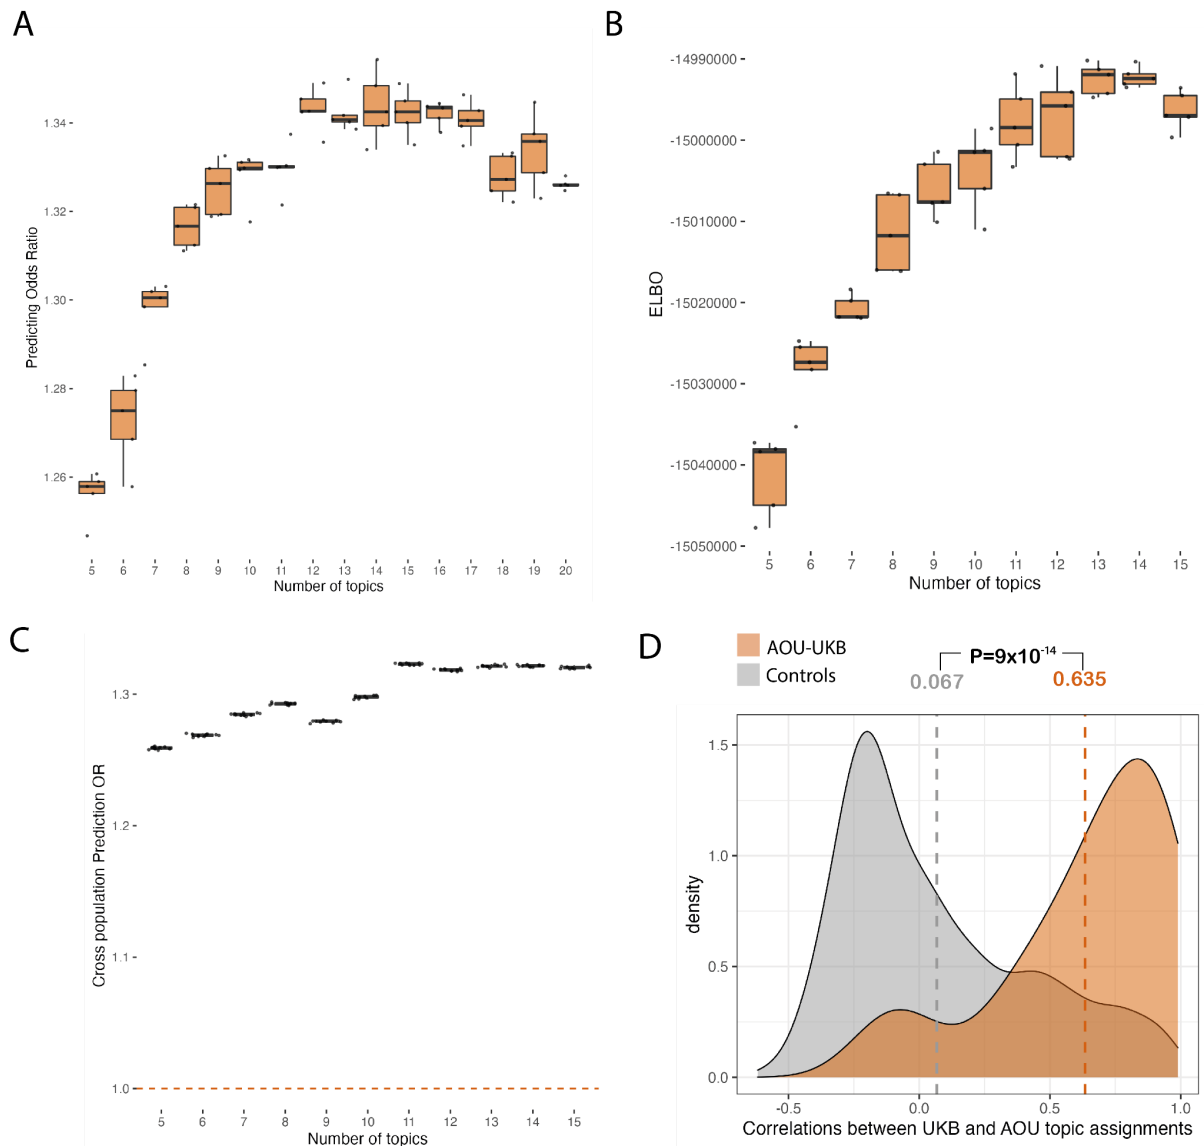 A
1.34
1.32
1.30
1.28
1.26
Predicting Odds Ratio
5 6 7 8 9 10 11 12 13 14 15 16 17 18 19 20
Number of topics
B
-14990000
-15000000
-15010000
-15020000
-15030000
-15040000
-15050000
ELBO
5 6 7 8 9 10 11 12 13 14 15
Number of topics
C
1.3
1.2
1.1
1.0
Cross population Prediction OR
5 6 7 8 9 10 11 12 13 14 15
Number of topics
D
AOU-UKB
Controls
P=9x10⁻¹⁴
0.067 0.635
1.5
1.0
0.5
0.0
density
-0.5 0.0 0.5 1.0
Correlations between UKB and AOU topic assignments